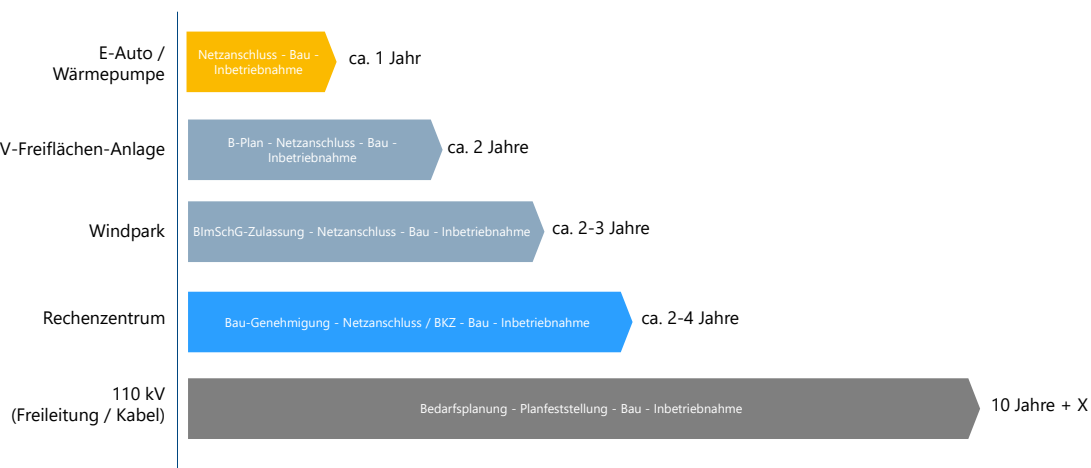 E-Auto /
Wärmepumpe
Netzanschluss - Bau -
Inbetriebnahme
ca. 1 Jahr
V-Freiflächen-Anlage
B-Plan - Netzanschluss - Bau -
Inbetriebnahme
ca. 2 Jahre
Windpark
BImSchG-Zulassung - Netzanschluss - Bau - Inbetriebnahme
ca. 2-3 Jahre
Rechenzentrum
Bau-Genehmigung - Netzanschluss / BKZ - Bau - Inbetriebnahme
ca. 2-4 Jahre
110 kV
(Freileitung / Kabel)
Bedarfsplanung - Planfeststellung - Bau - Inbetriebnahme
10 Jahre + X